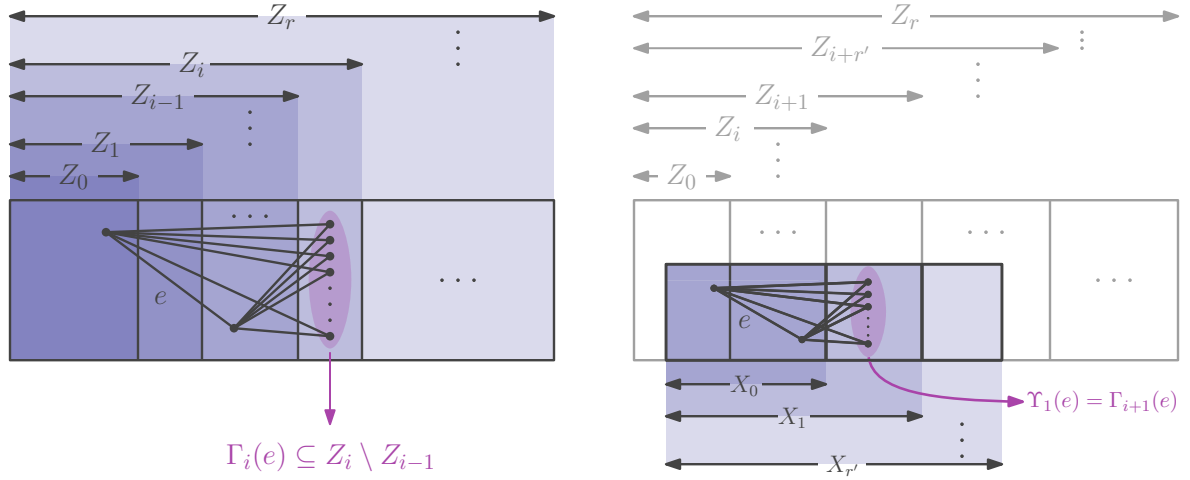 Z_r
⋮
Z_i
Z_{i-1}
⋮
Z_1
Z_0
...
e
...
Γ_i(e) ⊆ Z_i \ Z_{i-1}
Z_r
⋮
Z_{i+r'}
⋮
Z_{i+1}
Z_i
⋮
Z_0
...
...
e
...
X_0
Υ_1(e) = Γ_{i+1}(e)
X_1
⋮
X_{r'}